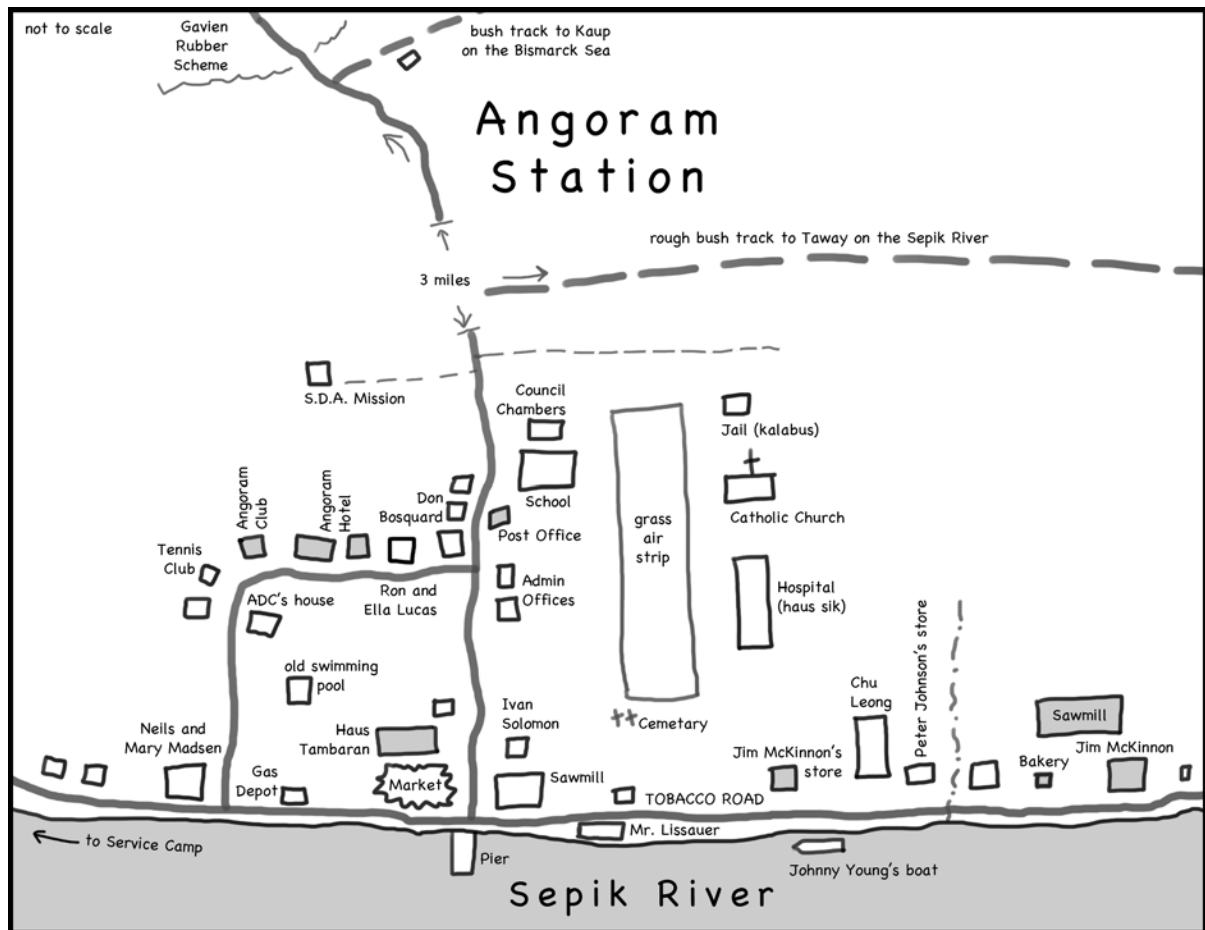 not to scale
Gavien
Rubber
Scheme
bush track to Kaup
on the Bismarck Sea
Angoram
Station
rough bush track to Taway on the Sepik River
3 miles
S.D.A. Mission
Council
Chambers
Jail (kalabus)
School
Catholic Church
Angoram
Club
Angoram
Hotel
Don
Bosquard
Post Office
grass
air
strip
Tennis
Club
ADC's house
Ron and
Ella Lucas
Admin
Offices
Hospital
(haus sik)
old swimming
pool
Neils and
Mary Madsen
Haus
Tambaran
Ivan
Solomon
Cemetary
Chu
Leong
Peter Johnson's store
Sawmill
Jim McKinnon's
store
Jim McKinnon
Bakery
Gas
Depot
Market
Sawmill
TOBACCO ROAD
Mr. Lissauer
to Service Camp
Pier
Johnny Young's boat
Sepik River